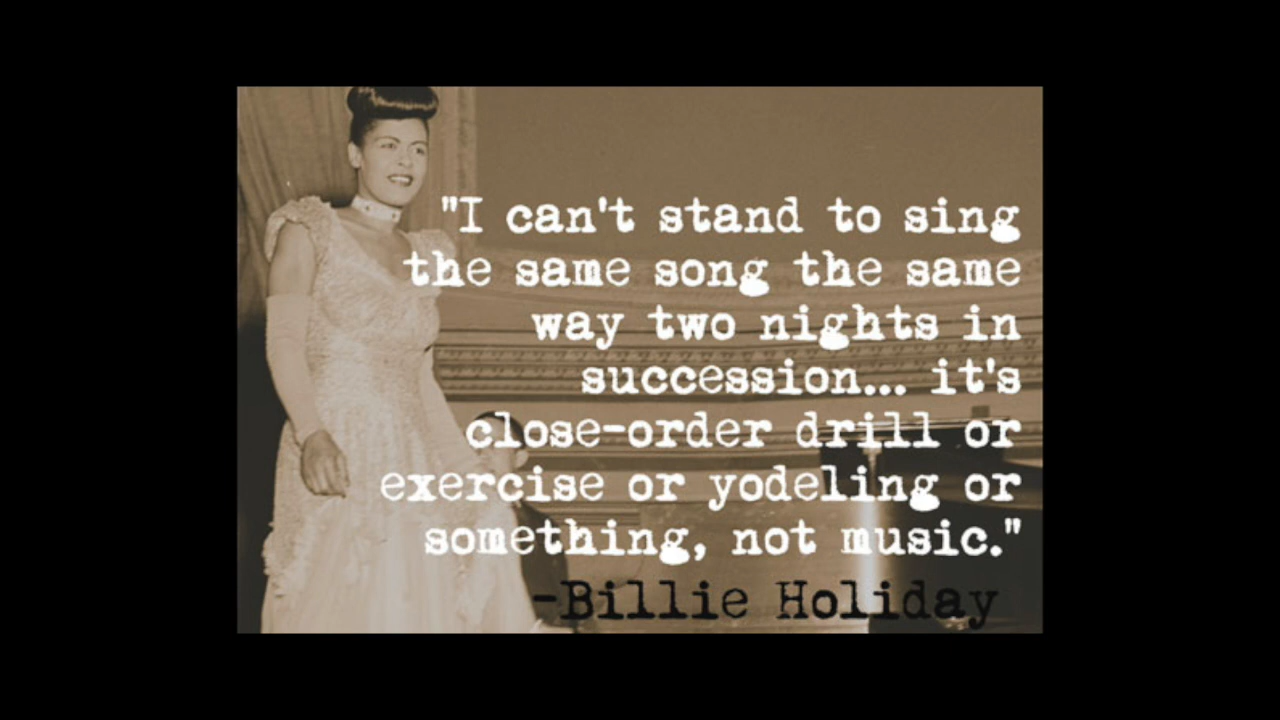 "I can't stand to sing
the same song the same
way two nights in
succession... it's
close-order drill or
exercise or yodeling or
something, not music."
-Billie Holiday